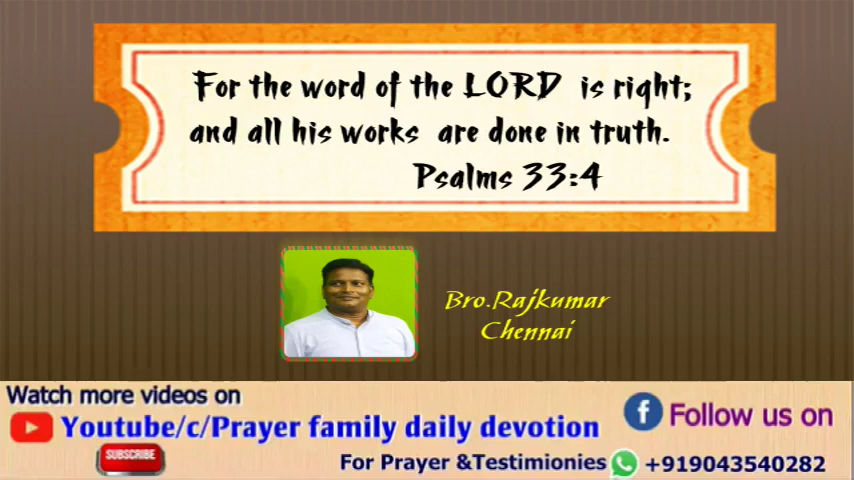 For the word of the LORD is right;
and all his works are done in truth.
Psalms 33:4
Bro.Rajkumar
Chennai
Watch more videos on
Youtube/c/Prayer family daily devotion
Follow us on
SUBSCRIBE
For Prayer &Testimionies +919043540282